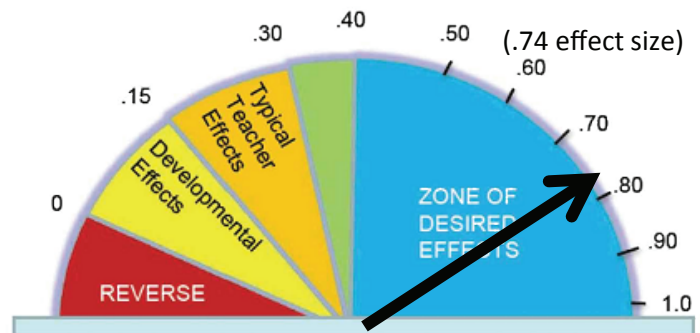 .40
.30
.50
(.74 effect size)
.60
.15
.70
Typical
Teacher
Effects
Developmental
Effects
0
.80
ZONE OF
DESIRED
EFFECTS
.90
REVERSE
1.0